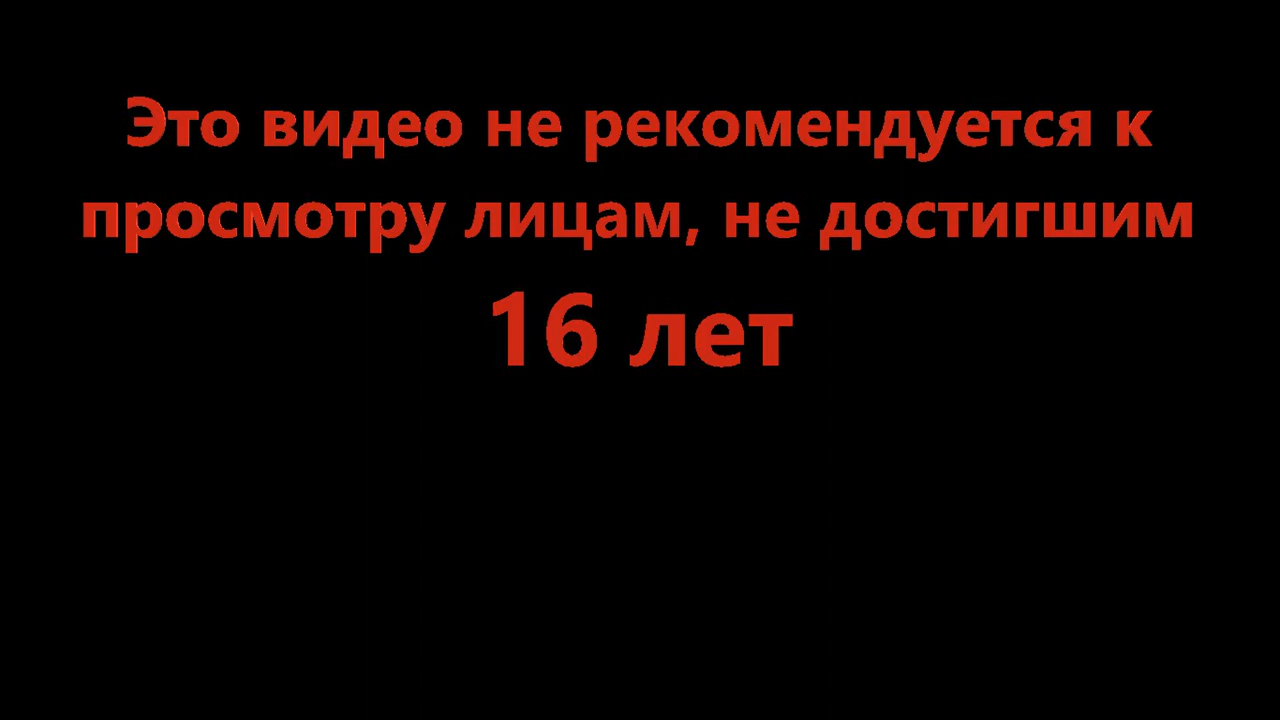 Это видео не рекомендуется к
просмотру лицам, не достигшим
16 лет